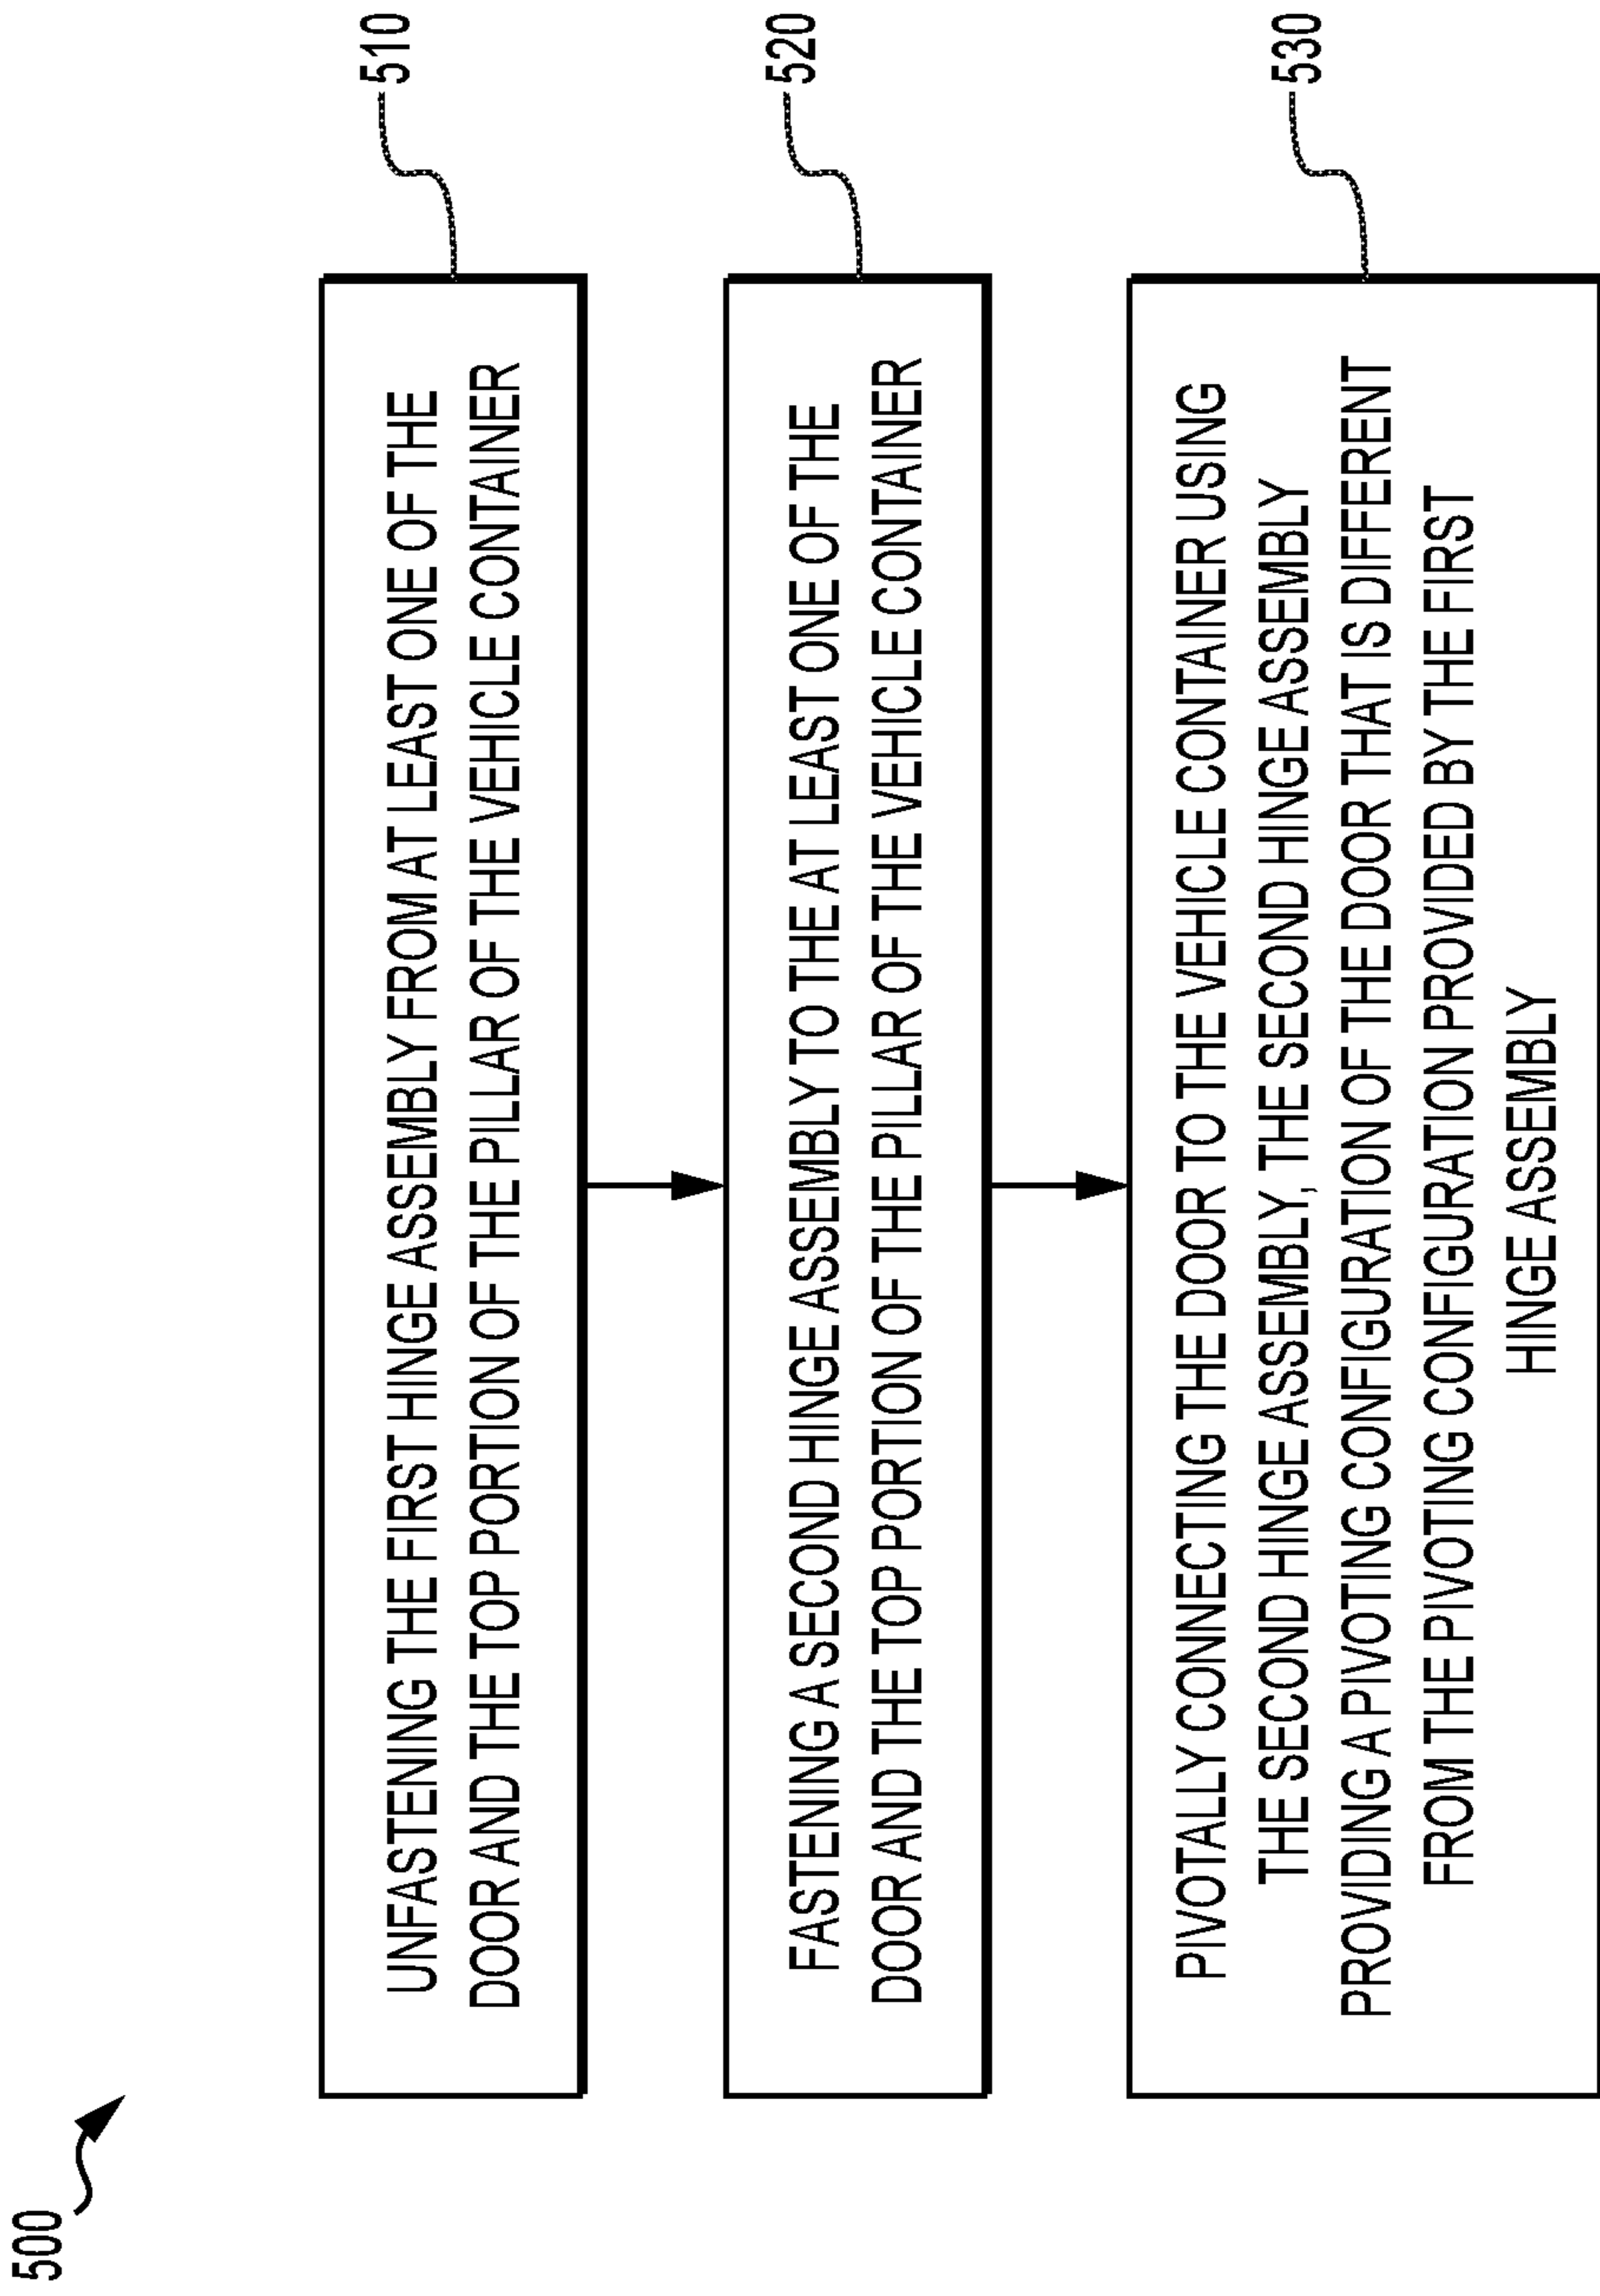 500
UNFASTENING THE FIRST HINGE ASSEMBLY FROM AT LEAST ONE OF THE
DOOR AND THE TOP PORTION OF THE PILLAR OF THE VEHICLE CONTAINER
510
FASTENING A SECOND HINGE ASSEMBLY TO THE AT LEAST ONE OF THE
DOOR AND THE TOP PORTION OF THE PILLAR OF THE VEHICLE CONTAINER
520
PIVOTALLY CONNECTING THE DOOR TO THE VEHICLE CONTAINER USING
THE SECOND HINGE ASSEMBLY, THE SECOND HINGE ASSEMBLY
PROVIDING A PIVOTING CONFIGURATION OF THE DOOR THAT IS DIFFERENT
FROM THE PIVOTING CONFIGURATION PROVIDED BY THE FIRST
HINGE ASSEMBLY
530